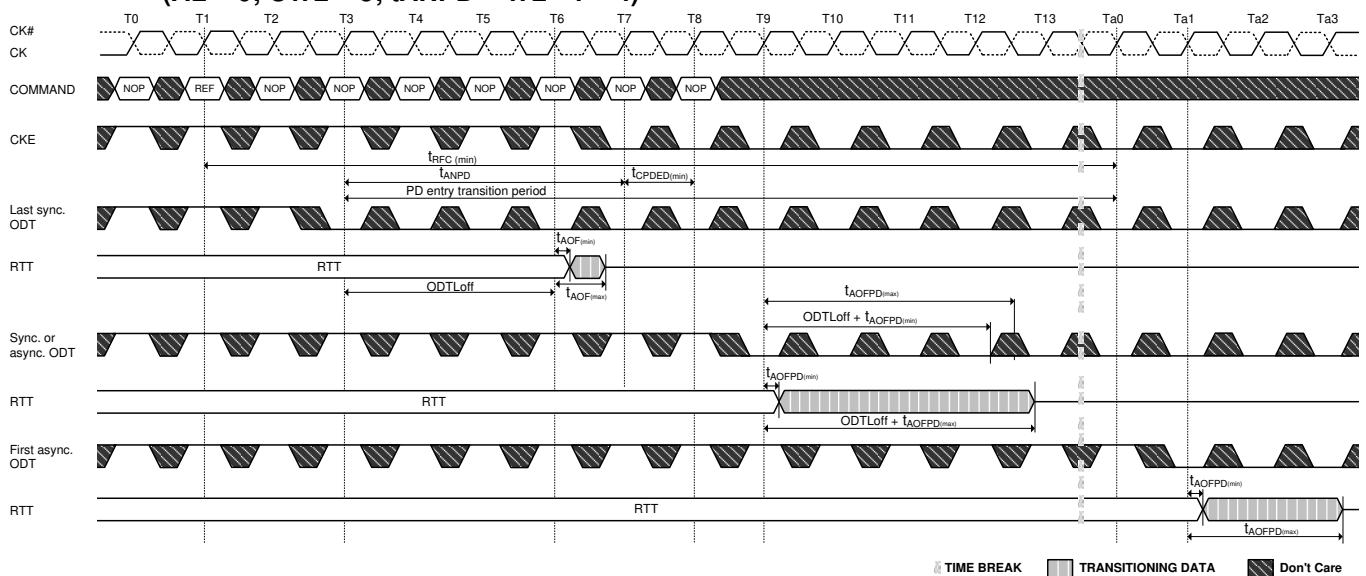 T0 T1 T2 T3 T4 T5 T6 T7 T8 T9 T10 T11 T12 T13 Ta0 Ta1 Ta2 Ta3
CK#
CK
COMMAND
NOP REF NOP NOP NOP NOP NOP NOP NOP
CKE
tRFC (min)
tANPD tCPDED(min)
PD entry transition period
Last sync.
ODT
tAOF(min)
RTT
RTT
ODTLoff
tAOF(max)
tAOFPD(max)
ODTLoff + tAOFPD(min)
Sync. or
async. ODT
tAOFPD(min)
RTT
RTT
ODTLoff + tAOFPD(max)
First async.
ODT
tAOFPD(min)
RTT
RTT
tAOFPD(max)
TIME BREAK TRANSITIONING DATA Don't Care